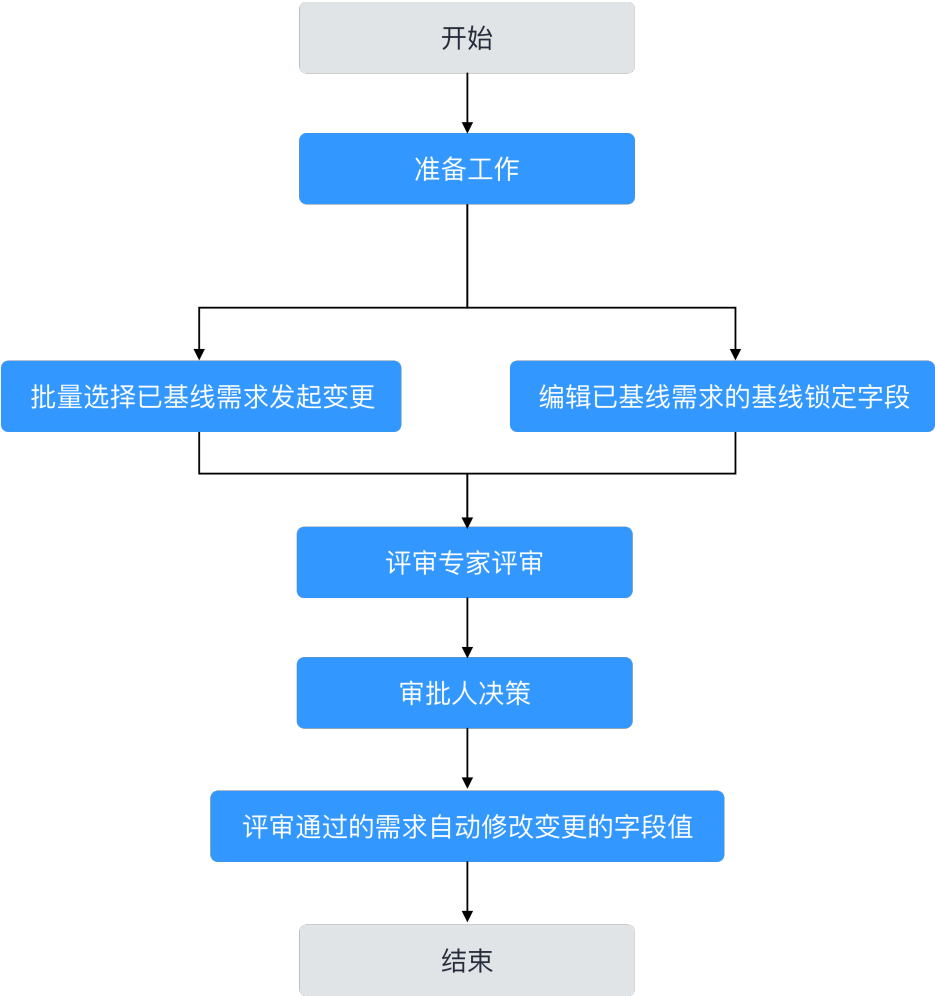 开始
准备工作
批量选择已基线需求发起变更
编辑已基线需求的基线锁定字段
评审专家评审
审批人决策
评审通过的需求自动修改变更的字段值
结束